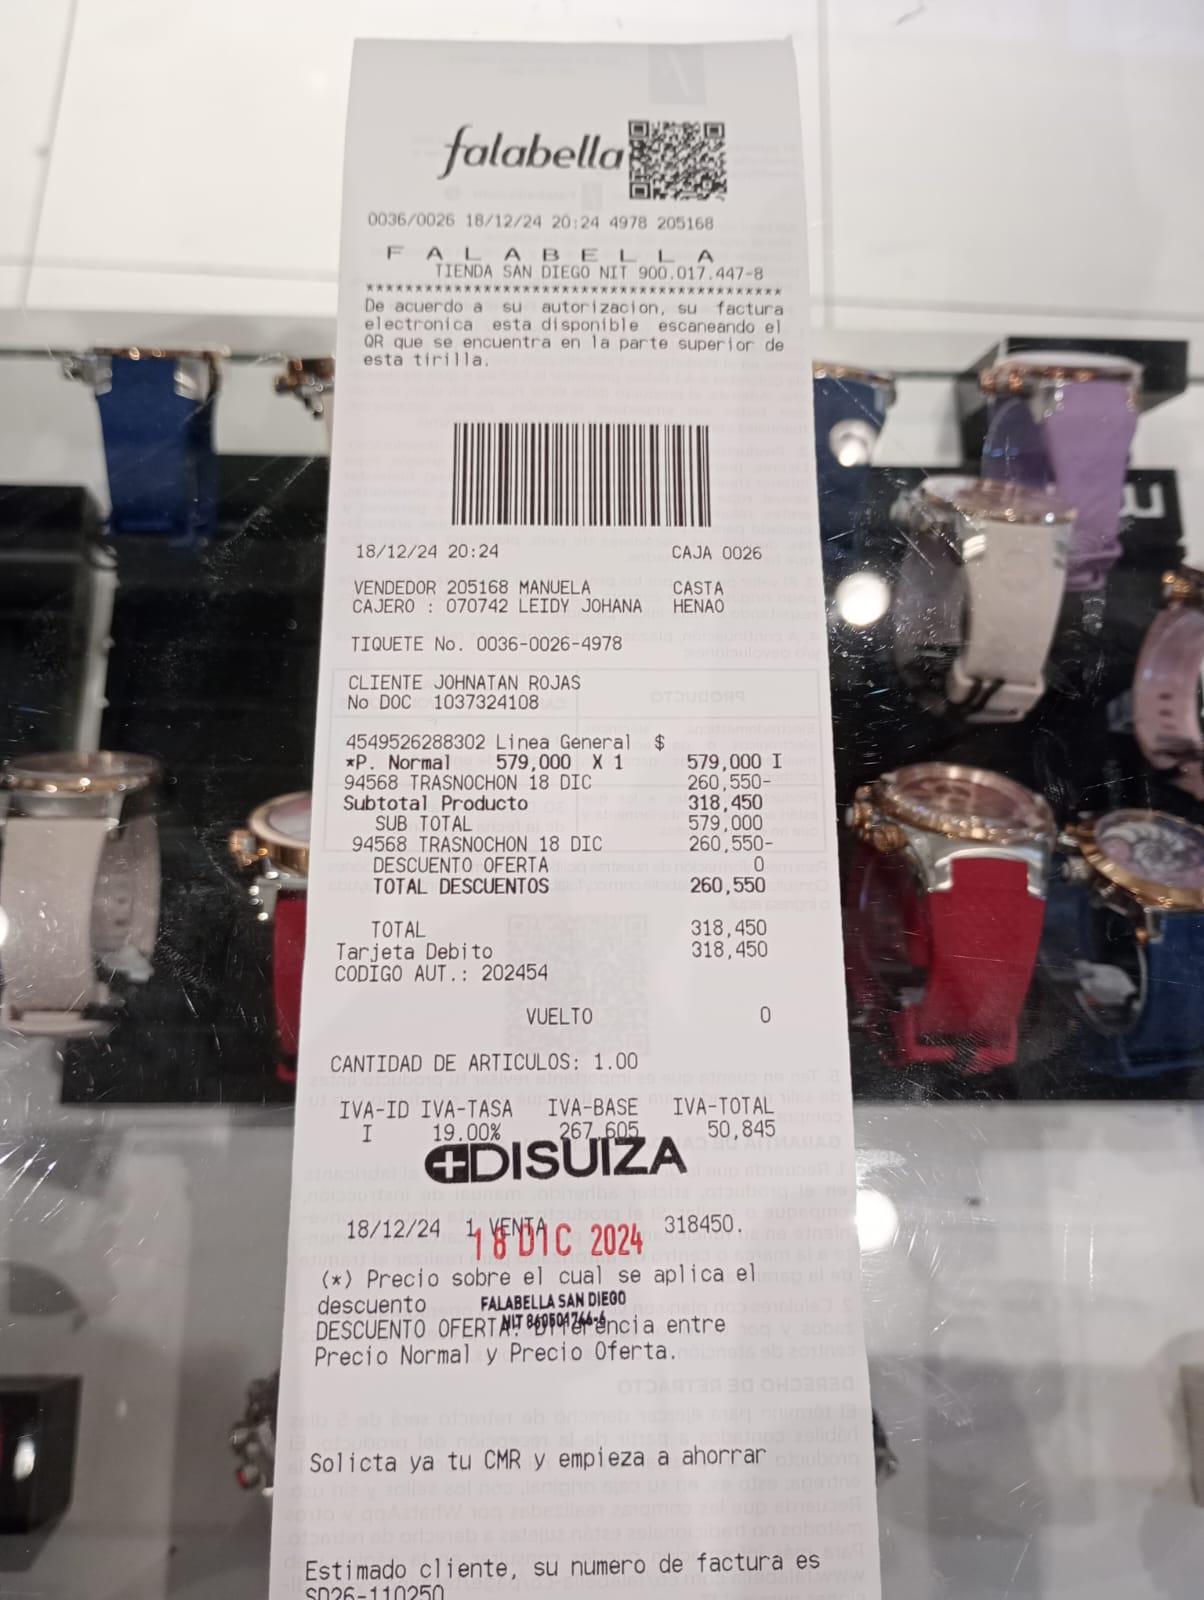 falabella
0036/0026 18/12/24 20:24 4978 205168
F A L A B E L L A
TIENDA SAN DIEGO NIT 900.017.447-8
******************************************
De acuerdo a su autorizacion, su factura
electronica esta disponible escaneando el
QR que se encuentra en la parte superior de
esta tirilla.
18/12/24 20:24 CAJA 0026
VENDEDOR 205168 MANUELA CASTA
CAJERO : 070742 LEIDY JOHANA HENAO
TIQUETE No. 0036-0026-4978
CLIENTE JOHNATAN ROJAS
No DOC 1037324108
4549526288302 Linea General $
*P. Normal 579,000 X 1 579,000 I
94568 TRASNOCHON 18 DIC 260,550-
Subtotal Producto 318,450
SUB TOTAL 579,000
94568 TRASNOCHON 18 DIC 260,550-
DESCUENTO OFERTA 0
TOTAL DESCUENTOS 260,550
TOTAL 318,450
Tarjeta Debito 318,450
CODIGO AUT.: 202454
VUELTO 0
CANTIDAD DE ARTICULOS: 1.00
IVA-ID IVA-TASA IVA-BASE IVA-TOTAL
I 19.00% 267,605 50,845
DISUIZA
18/12/24 1 VENTA 318450.
18 DIC 2024
(*) Precio sobre el cual se aplica el
descuento
FALABELLA SAN DIEGO
NIT
DESCUENTO OFERTA: Diferencia entre
Precio Normal y Precio Oferta.
Solicta ya tu CMR y empieza a ahorrar
Estimado cliente, su numero de factura es
SD26-110250